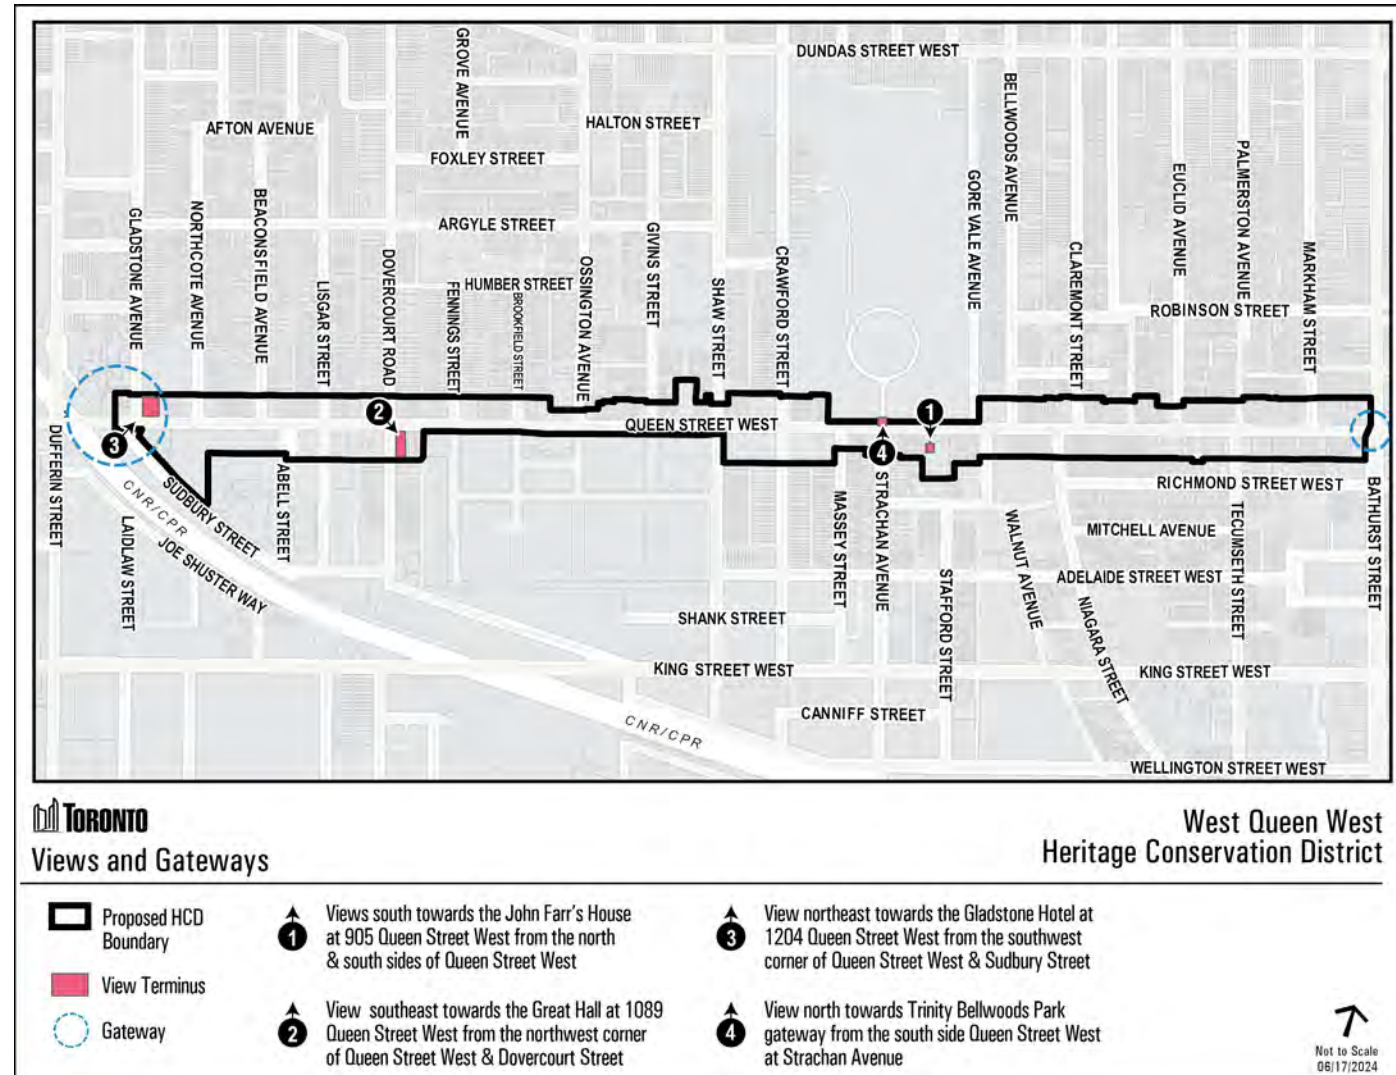 DUNDAS STREET WEST
GROVE AVENUE
BELLWOODS AVENUE
AFTON AVENUE
HALTON STREET
FOXLEY STREET
PALMERSTON AVENUE
EUCLID AVENUE
GORE VALE AVENUE
BEACONSFIELD AVENUE
NORTHCOTE AVENUE
GLADSTONE AVENUE
ARGYLE STREET
GIVINS STREET
CLAREMONT STREET
MARKHAM STREET
CRAWFORD STREET
DOVERCOURT ROAD
OSSINGTON AVENUE
SHAW STREET
LISGAR STREET
FENNINGS STREET
HUMBER STREET
BROOKFIELD STREET
ROBINSON STREET
2
1
QUEEN STREET WEST
3
4
DUFFERIN STREET
SUDBURY STREET
ABELL STREET
CNR/CPR
LAIDLAW STREET
JOE SHUSTER WAY
MASSEY STREET
STRACHAN AVENUE
RICHMOND STREET WEST
BATHURST STREET
WALNUT AVENUE
MITCHELL AVENUE
TECUMSETH STREET
STAFFORD STREET
ADELAIDE STREET WEST
NIAGARA STREET
SHANK STREET
KING STREET WEST
KING STREET WEST
CANNIFF STREET
CNR/CPR
WELLINGTON STREET WEST
TORONTO
Views and Gateways
West Queen West
Heritage Conservation District
Proposed HCD
Boundary
View Terminus
Gateway
1
Views south towards the John Farr's House
at 905 Queen Street West from the north
& south sides of Queen Street West
2
View southeast towards the Great Hall at 1089
Queen Street West from the northwest corner
of Queen Street West & Dovercourt Street
3
View northeast towards the Gladstone Hotel at
1204 Queen Street West from the southwest
corner of Queen Street West & Sudbury Street
4
View north towards Trinity Bellwoods Park
gateway from the south side Queen Street West
at Strachan Avenue
Not to Scale
06/17/2024